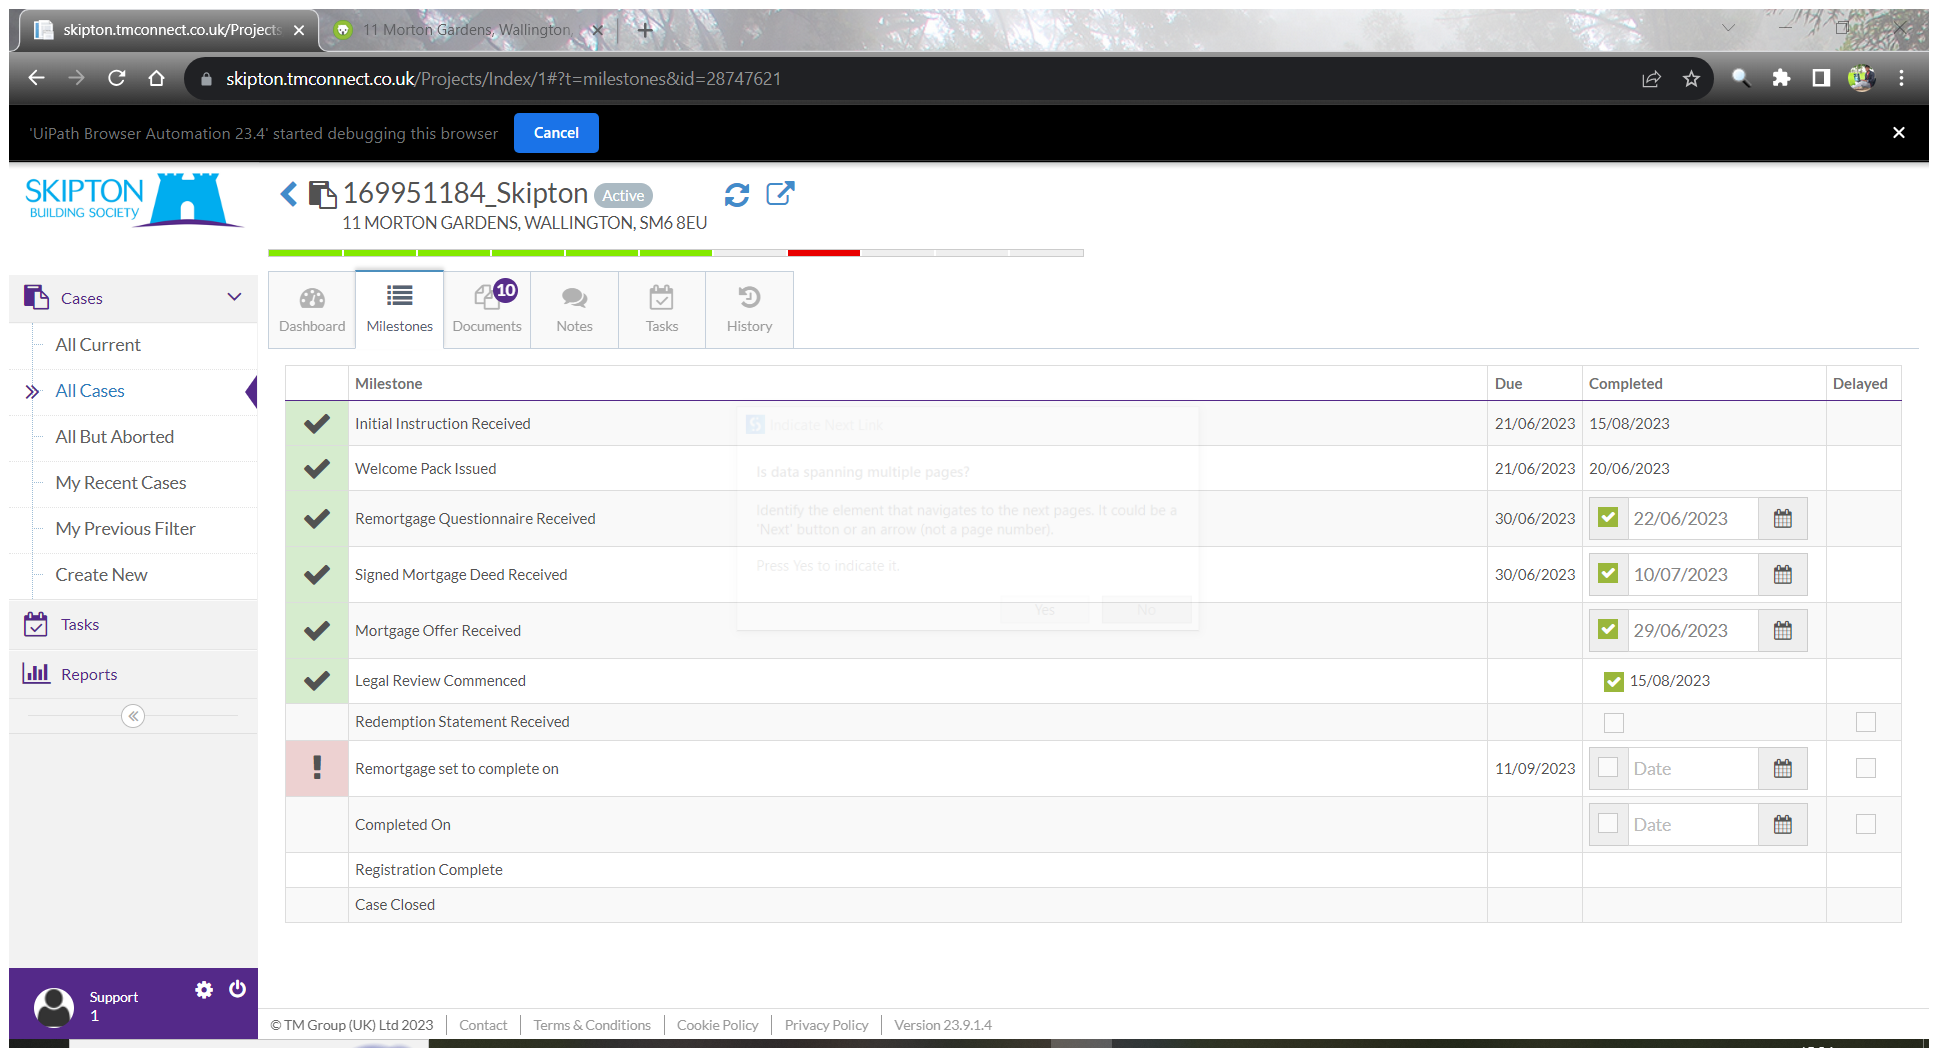 skipton.tmconnect.co.uk/Projects
11 Morton Gardens, Wallington,
skipton.tmconnect.co.uk/Projects/Index/1#?t=milestones&id=28747621
'UiPath Browser Automation 23.4' started debugging this browser
Cancel
SKIPTON
BUILDING SOCIETY
169951184_Skipton Active
11 MORTON GARDENS, WALLINGTON, SM6 8EU
Cases
All Current
All Cases
All But Aborted
My Recent Cases
My Previous Filter
Create New
Tasks
Reports
Support
1
Dashboard Milestones Documents 10 Notes Tasks History
Milestone Due Completed Delayed
Initial Instruction Received 21/06/2023 15/08/2023
Welcome Pack Issued 21/06/2023 20/06/2023
Remortgage Questionnaire Received 30/06/2023 22/06/2023
Signed Mortgage Deed Received 30/06/2023 10/07/2023
Mortgage Offer Received 29/06/2023
Legal Review Commenced 15/08/2023
Redemption Statement Received
Remortgage set to complete on 11/09/2023 Date
Completed On Date
Registration Complete
Case Closed
Indicate Next Link
Is data spanning multiple pages?
Identify the element that navigates to the next pages. It could be a
'Next' button or an arrow (not a page number).
Press Yes to indicate it.
Yes No
© TM Group (UK) Ltd 2023 Contact Terms & Conditions Cookie Policy Privacy Policy Version 23.9.1.4